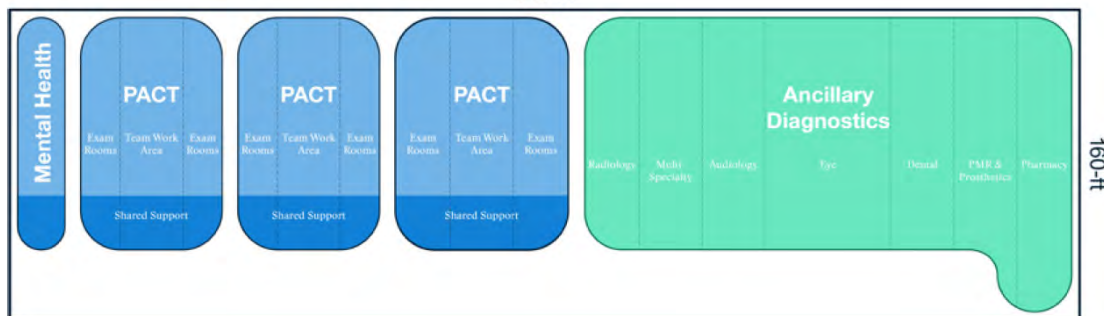 Mental Health
PACT
Exam
Rooms
Team Work
Area
Exam
Rooms
Shared Support
PACT
Exam
Rooms
Team Work
Area
Exam
Rooms
Shared Support
PACT
Exam
Rooms
Team Work
Area
Exam
Rooms
Shared Support
Ancillary
Diagnostics
Radiology
Multi
Specialty
Audiology
Eye
Dental
PMR &
Prosthetics
Pharmacy
160-ft